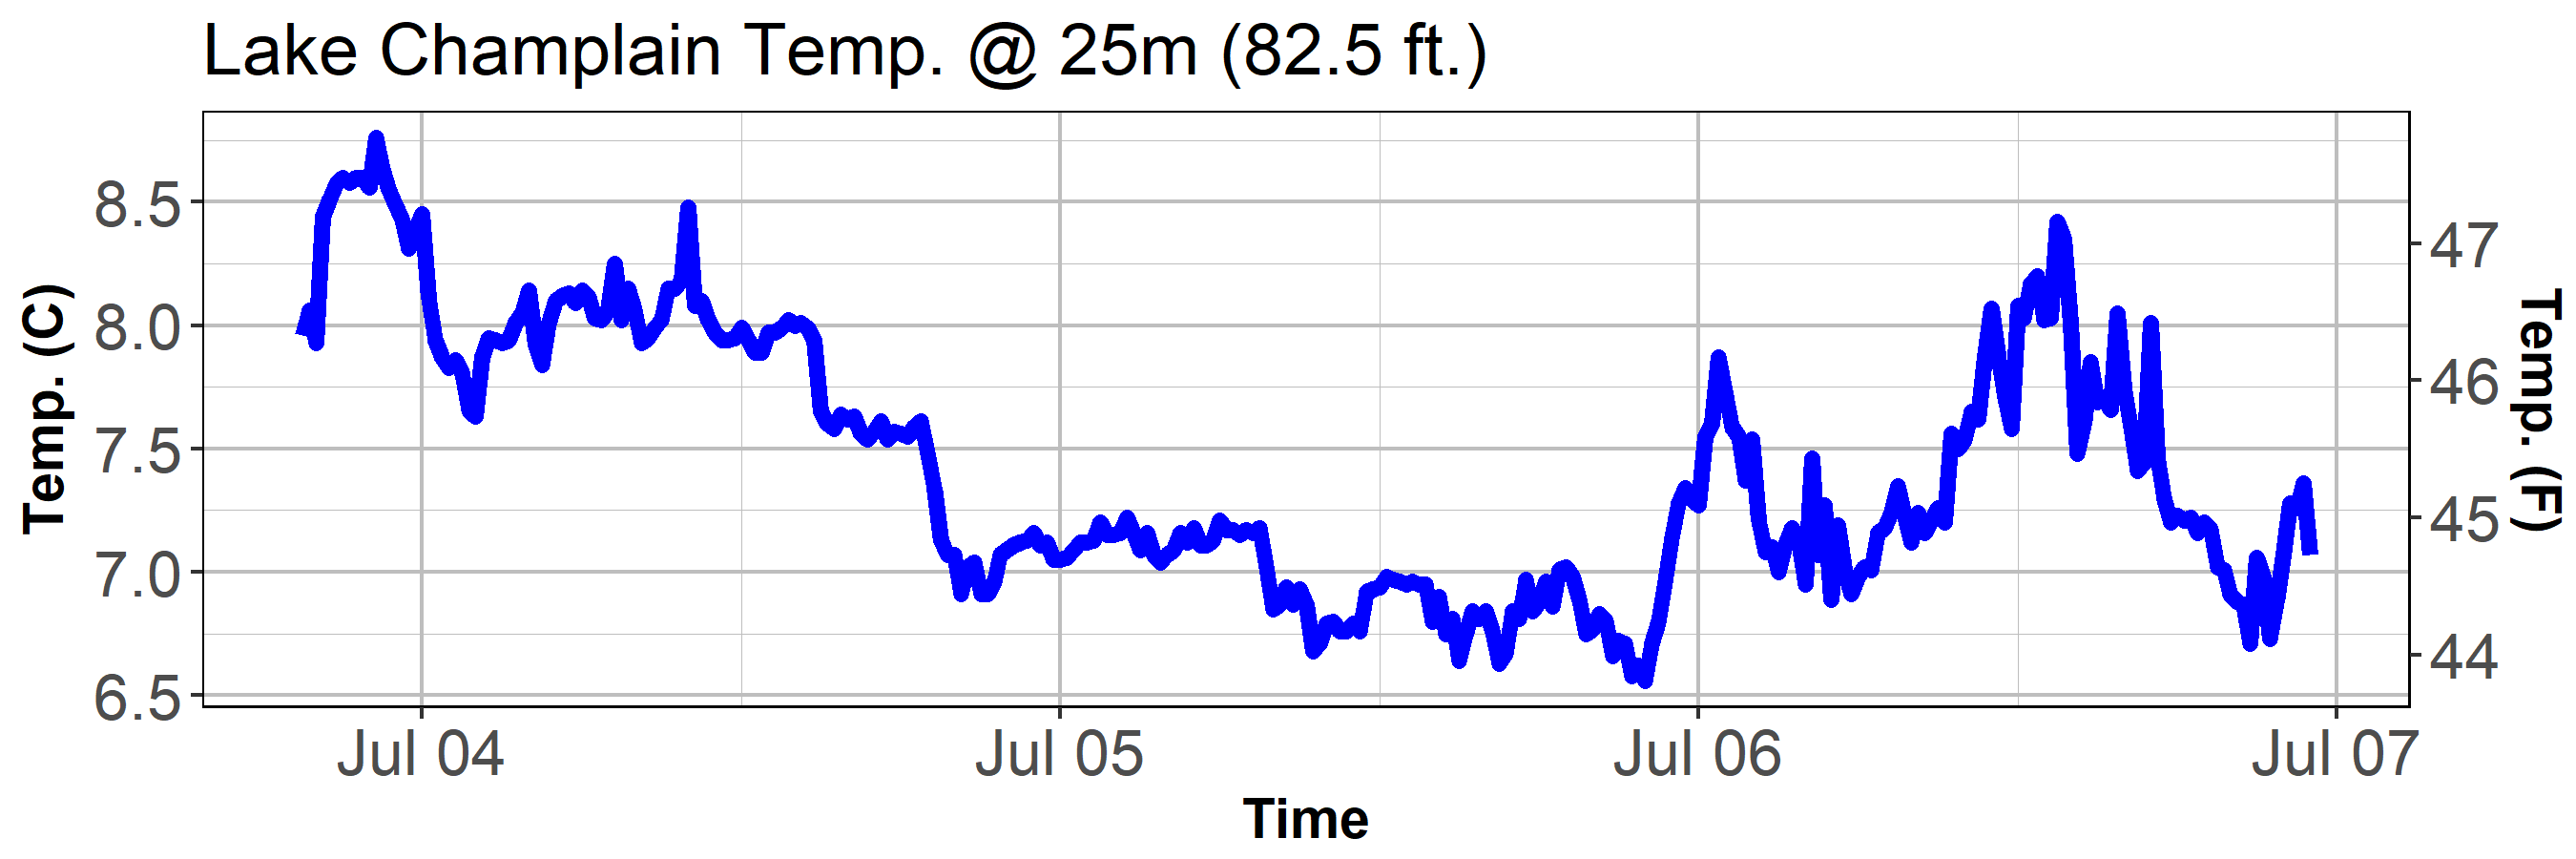 Lake Champlain Temp. @ 25m (82.5 ft.)
Temp. (C)
8.5
8.0
7.5
7.0
6.5
47
46
45
44
Temp. (F)
Jul 04 Jul 05 Jul 06 Jul 07
Time